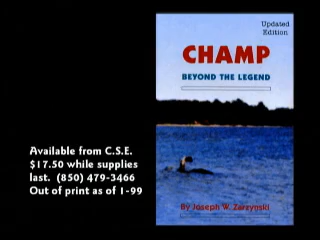 Updated
Edition
CHAMP
BEYOND THE LEGEND
Available from C.S.E.
$17.50 while supplies
last. (850) 479-3466
Out of print as of 1-99
By Joseph W. Zarzynski